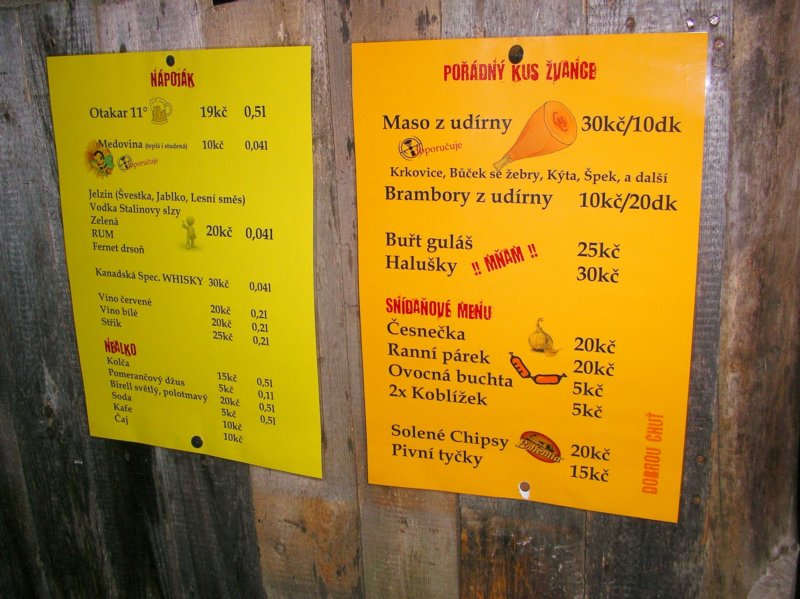 NÁPOJÁK
Otakar 11° 19kč 0,5l
Medovina (teplá i studená) 10kč 0,04l
Doporučuje
Jelzin (Švestka, Jablko, Lesní směs)
Vodka Stalinovy slzy
Zelená
RUM 20kč 0,04l
Fernet drsoň
Kanadská Spec. WHISKY 30kč 0,04l
Víno červené 20kč 0,2l
Víno bílé 20kč 0,2l
Střik 25kč 0,2l
NEALKO
Kolča 15kč 0,5l
Pomerančový džus 5kč 0,1l
Birell světlý, polotmavý 20kč 0,5l
Soda 5kč 0,5l
Kafe 10kč
Čaj 10kč
POŘÁDNÝ KUS ŽVANCE
Maso z udírny 30kč/10dk
Doporučuje
Krkovice, Bůček se žebry, Kýta, Špek, a další
Brambory z udírny 10kč/20dk
Buřt guláš 25kč
Halušky !! MŇAM !! 30kč
SNÍDAŇOVÉ MENU
Česnečka 20kč
Ranní párek 20kč
Ovocná buchta 5kč
2x Koblížek 5kč
Solené Chipsy Bohemia 20kč
Pivní tyčky 15kč
DOBROU CHUŤ